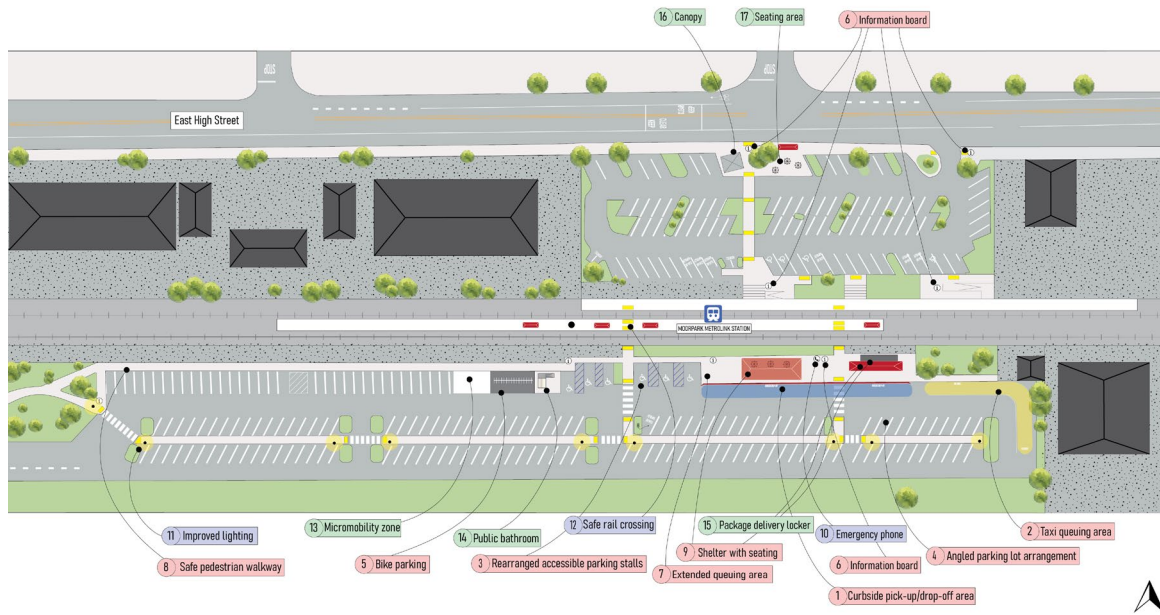 16 Canopy
17 Seating area
6 Information board
STOP
STOP
East High Street
MOORPARK METROLINK STATION
11 Improved lighting
8 Safe pedestrian walkway
13 Micromobility zone
5 Bike parking
14 Public bathroom
3 Rearranged accessible parking stalls
12 Safe rail crossing
7 Extended queuing area
9 Shelter with seating
15 Package delivery locker
10 Emergency phone
6 Information board
1 Curbside pick-up/drop-off area
4 Angled parking lot arrangement
2 Taxi queuing area